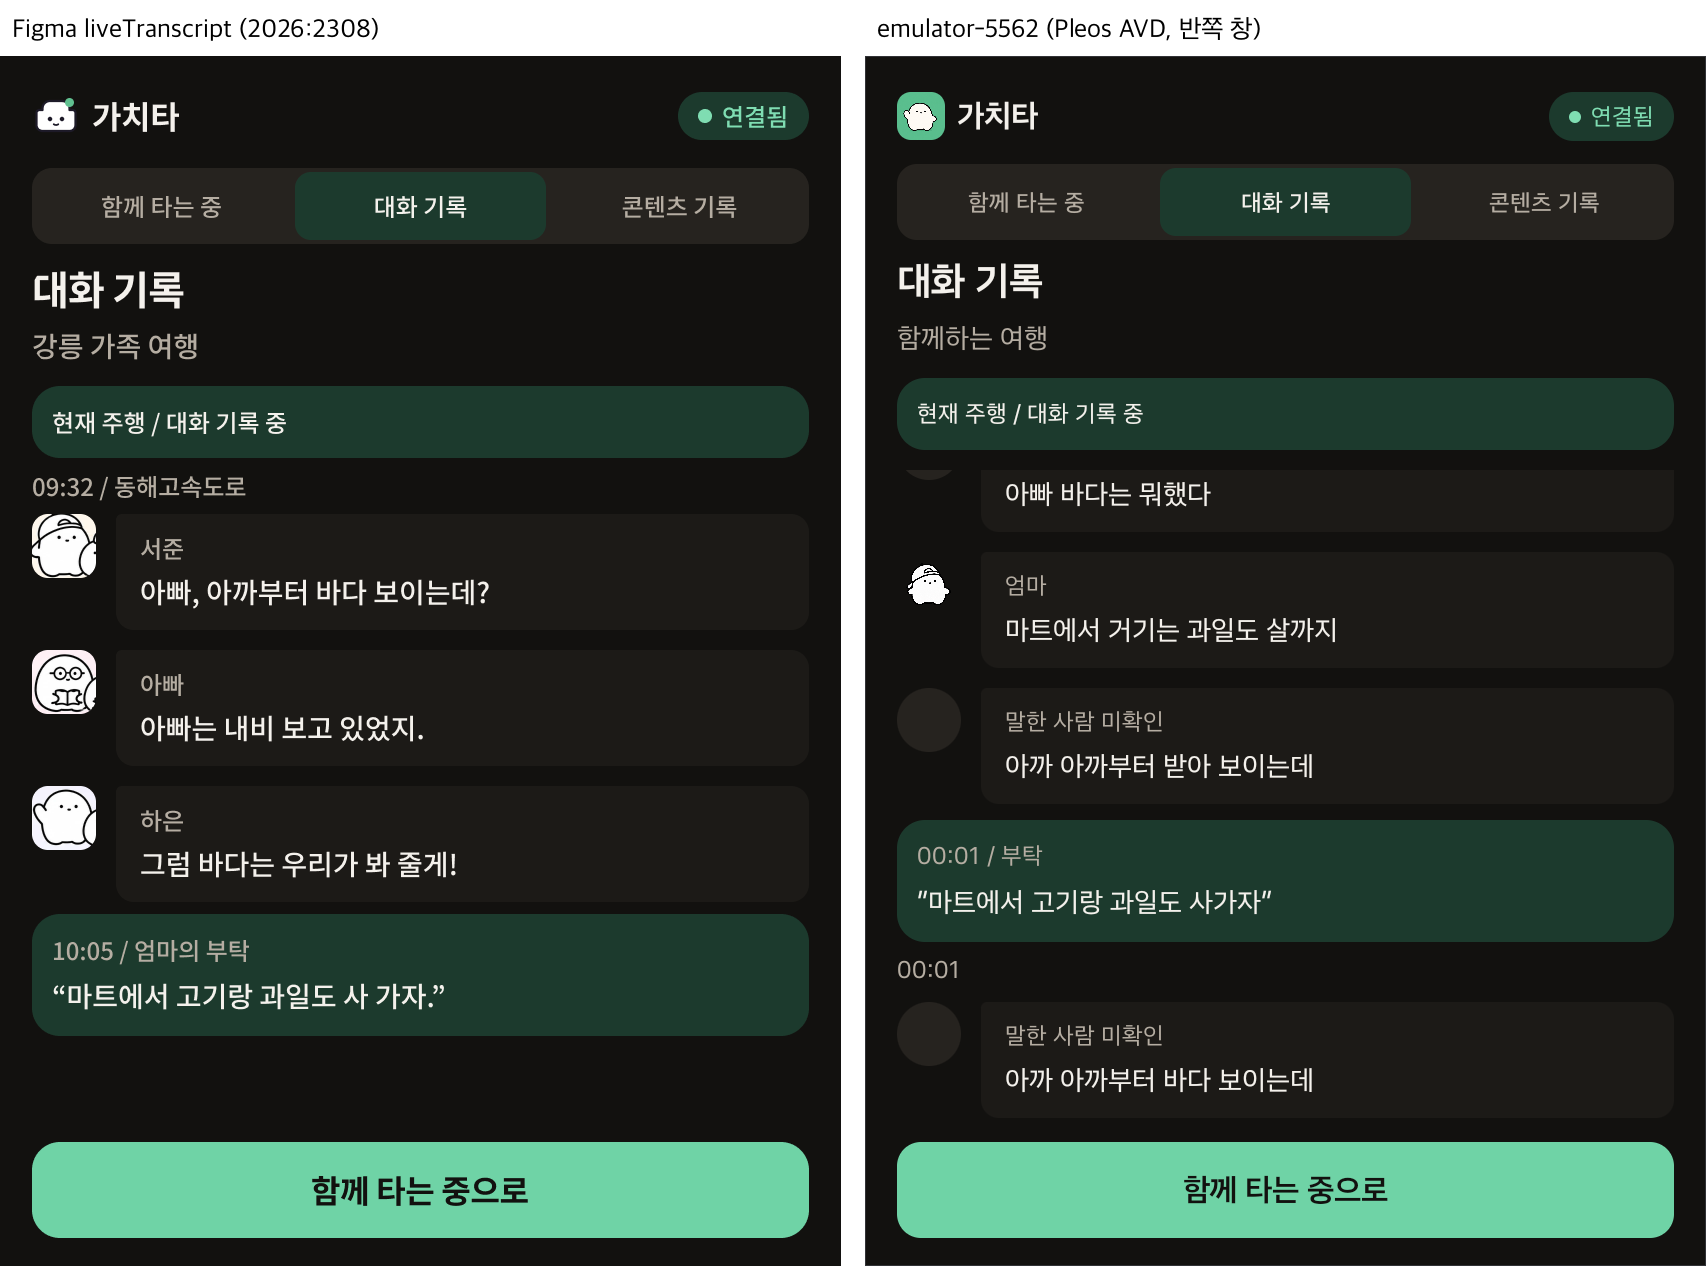 Figma liveTranscript (2026:2308)
가치타
연결됨
함께 타는 중
대화 기록
콘텐츠 기록
대화 기록
강릉 가족 여행
현재 주행 / 대화 기록 중
09:32 / 동해고속도로
서준
아빠, 아까부터 바다 보이는데?
아빠
아빠는 내비 보고 있었지.
하은
그럼 바다는 우리가 봐 줄게!
10:05 / 엄마의 부탁
“마트에서 고기랑 과일도 사 가자.”
함께 타는 중으로
emulator-5562 (Pleos AVD, 반쪽 창)
가치타
연결됨
함께 타는 중
대화 기록
콘텐츠 기록
대화 기록
함께하는 여행
현재 주행 / 대화 기록 중
아빠 바다는 뭐했다
엄마
마트에서 거기는 과일도 살까지
말한 사람 미확인
아까 아까부터 받아 보이는데
00:01 / 부탁
"마트에서 고기랑 과일도 사가자"
00:01
말한 사람 미확인
아까 아까부터 바다 보이는데
함께 타는 중으로